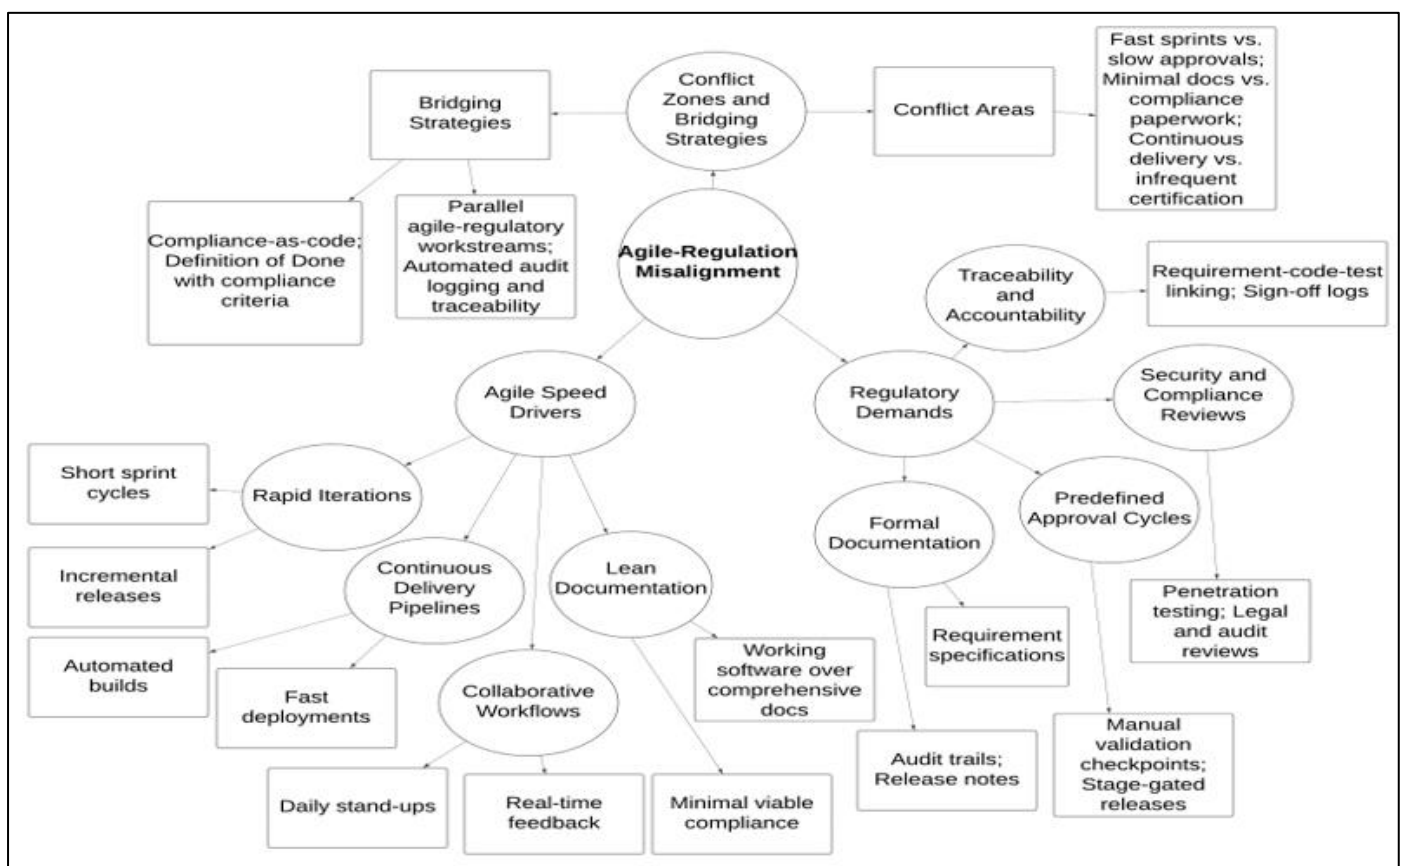 Fast sprints vs.
slow approvals;
Minimal docs vs.
compliance
paperwork;
Continuous
delivery vs.
infrequent
certification
Conflict
Zones and
Bridging
Strategies
Bridging
Strategies
Conflict Areas
Compliance-as-code;
Definition of Done
with compliance
criteria
Parallel
agile-regulatory
workstreams;
Automated audit
logging and
traceability
Agile-Regulation
Misalignment
Traceability
and
Accountability
Requirement-code-test
linking; Sign-off logs
Agile Speed
Drivers
Regulatory
Demands
Security and
Compliance
Reviews
Short sprint
cycles
Rapid Iterations
Formal
Documentation
Predefined
Approval Cycles
Incremental
releases
Continuous
Delivery
Pipelines
Lean
Documentation
Penetration
testing; Legal
and audit
reviews
Requirement
specifications
Automated
builds
Fast
deployments
Collaborative
Workflows
Working
software over
comprehensive
docs
Audit trails;
Release notes
Manual
validation
checkpoints;
Stage-gated
releases
Daily stand-ups
Real-time
feedback
Minimal viable
compliance